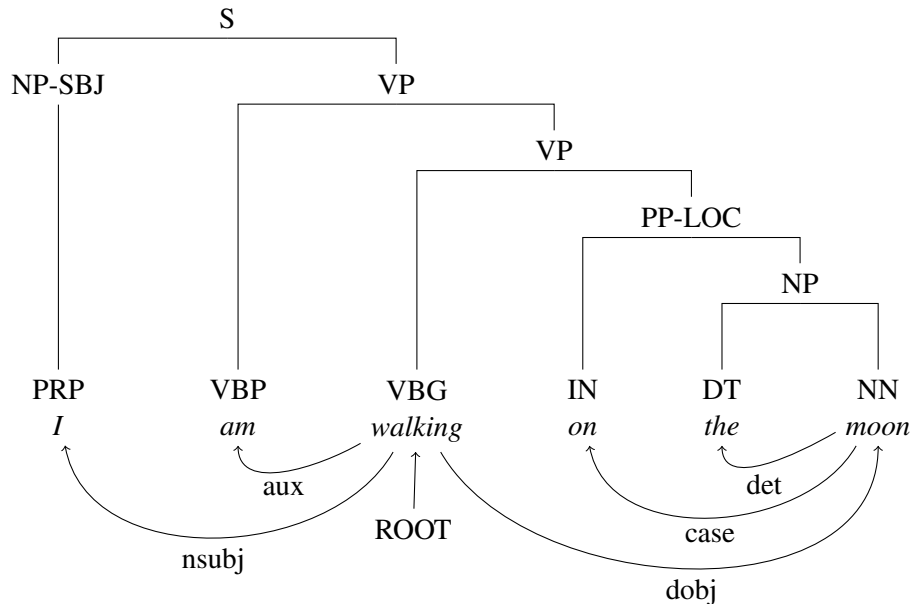 S
NP-SBJ VP
VP
PP-LOC
NP
PRP VBP VBG IN DT NN
I am walking on the moon
aux det
ROOT case
nsubj dobj